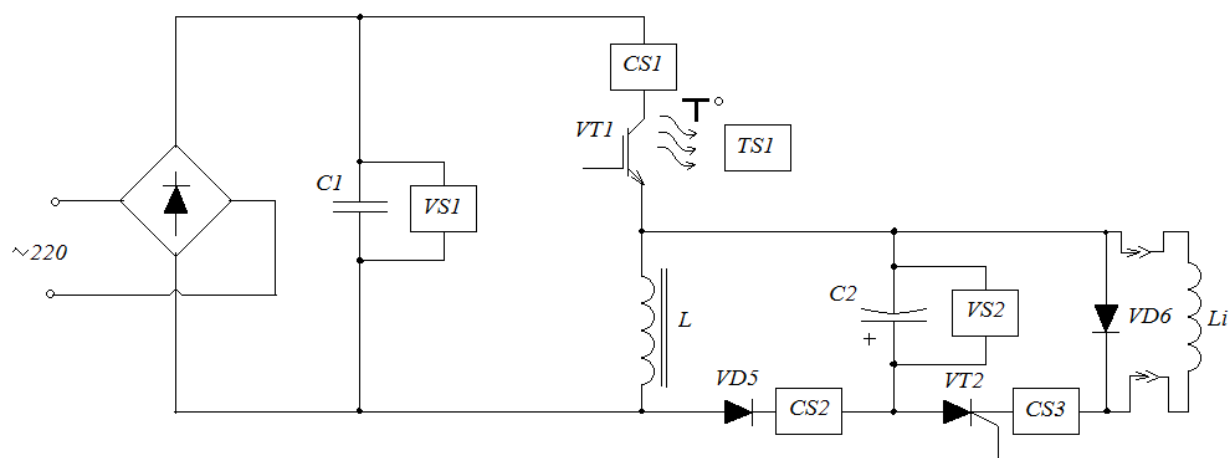 CS1
T°
VT1
TS1
C1
VS1
~220
C2
VS2
L
VD6
Li
+
VD5
VT2
CS2
CS3